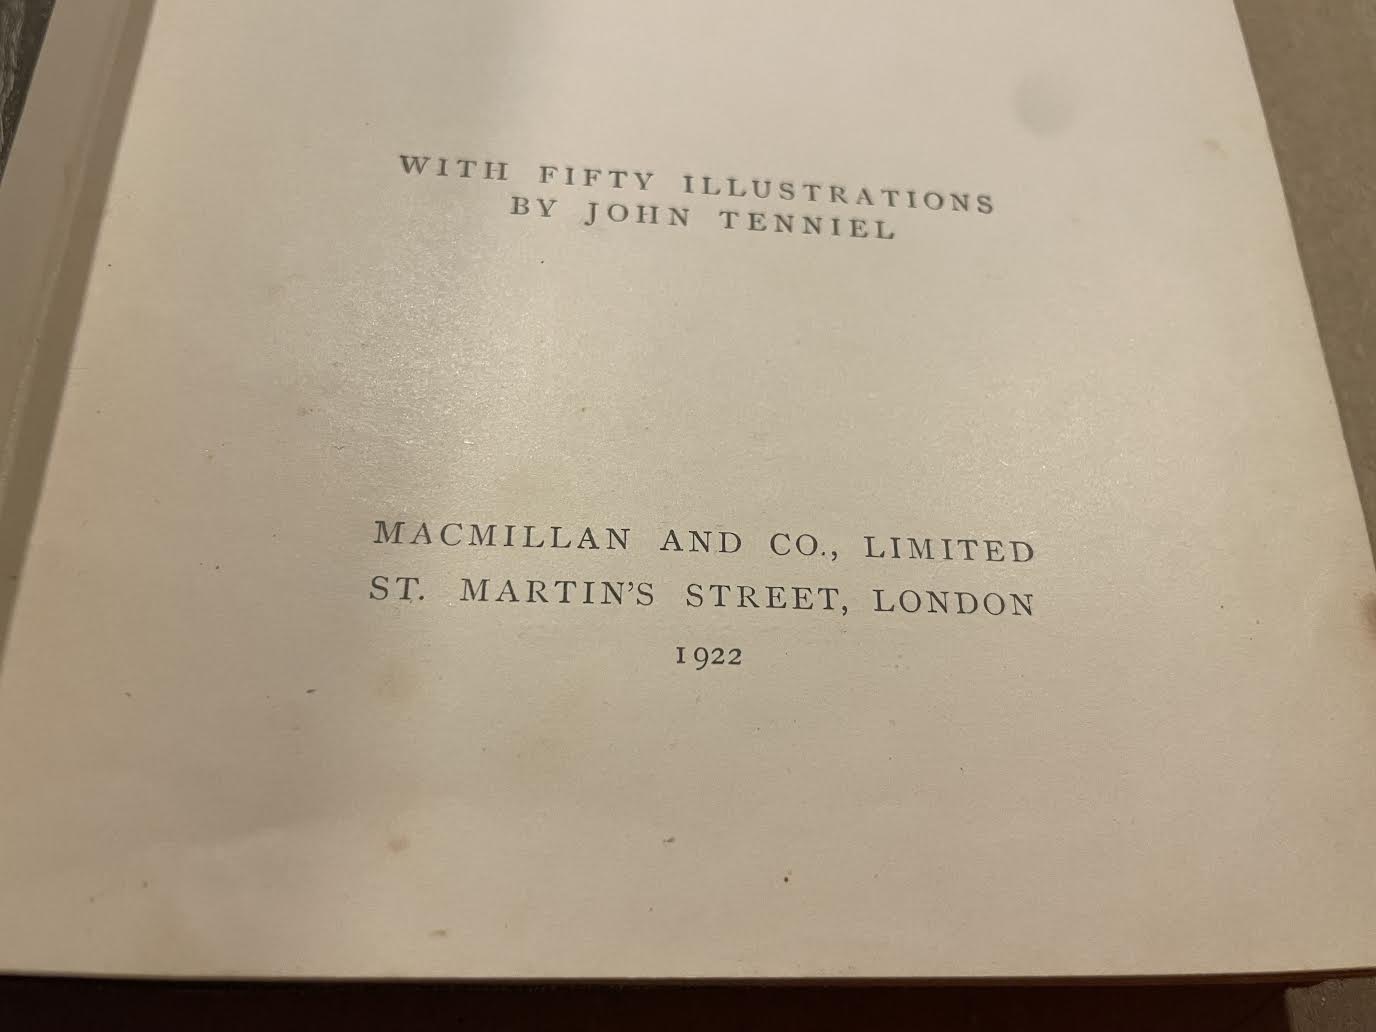 WITH FIFTY ILLUSTRATIONS
BY JOHN TENNIEL
MACMILLAN AND CO., LIMITED
ST. MARTIN'S STREET, LONDON
1922